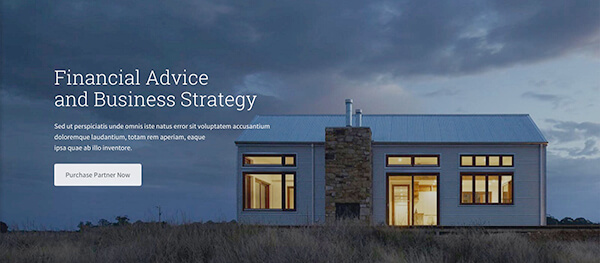 Financial Advice
and Business Strategy
Sed ut perspiciatis unde omnis iste natus error sit voluptatem accusantium
doloremque laudantium, totam rem aperiam, eaque
ipsa quae ab illo inventore.
Purchase Partner Now